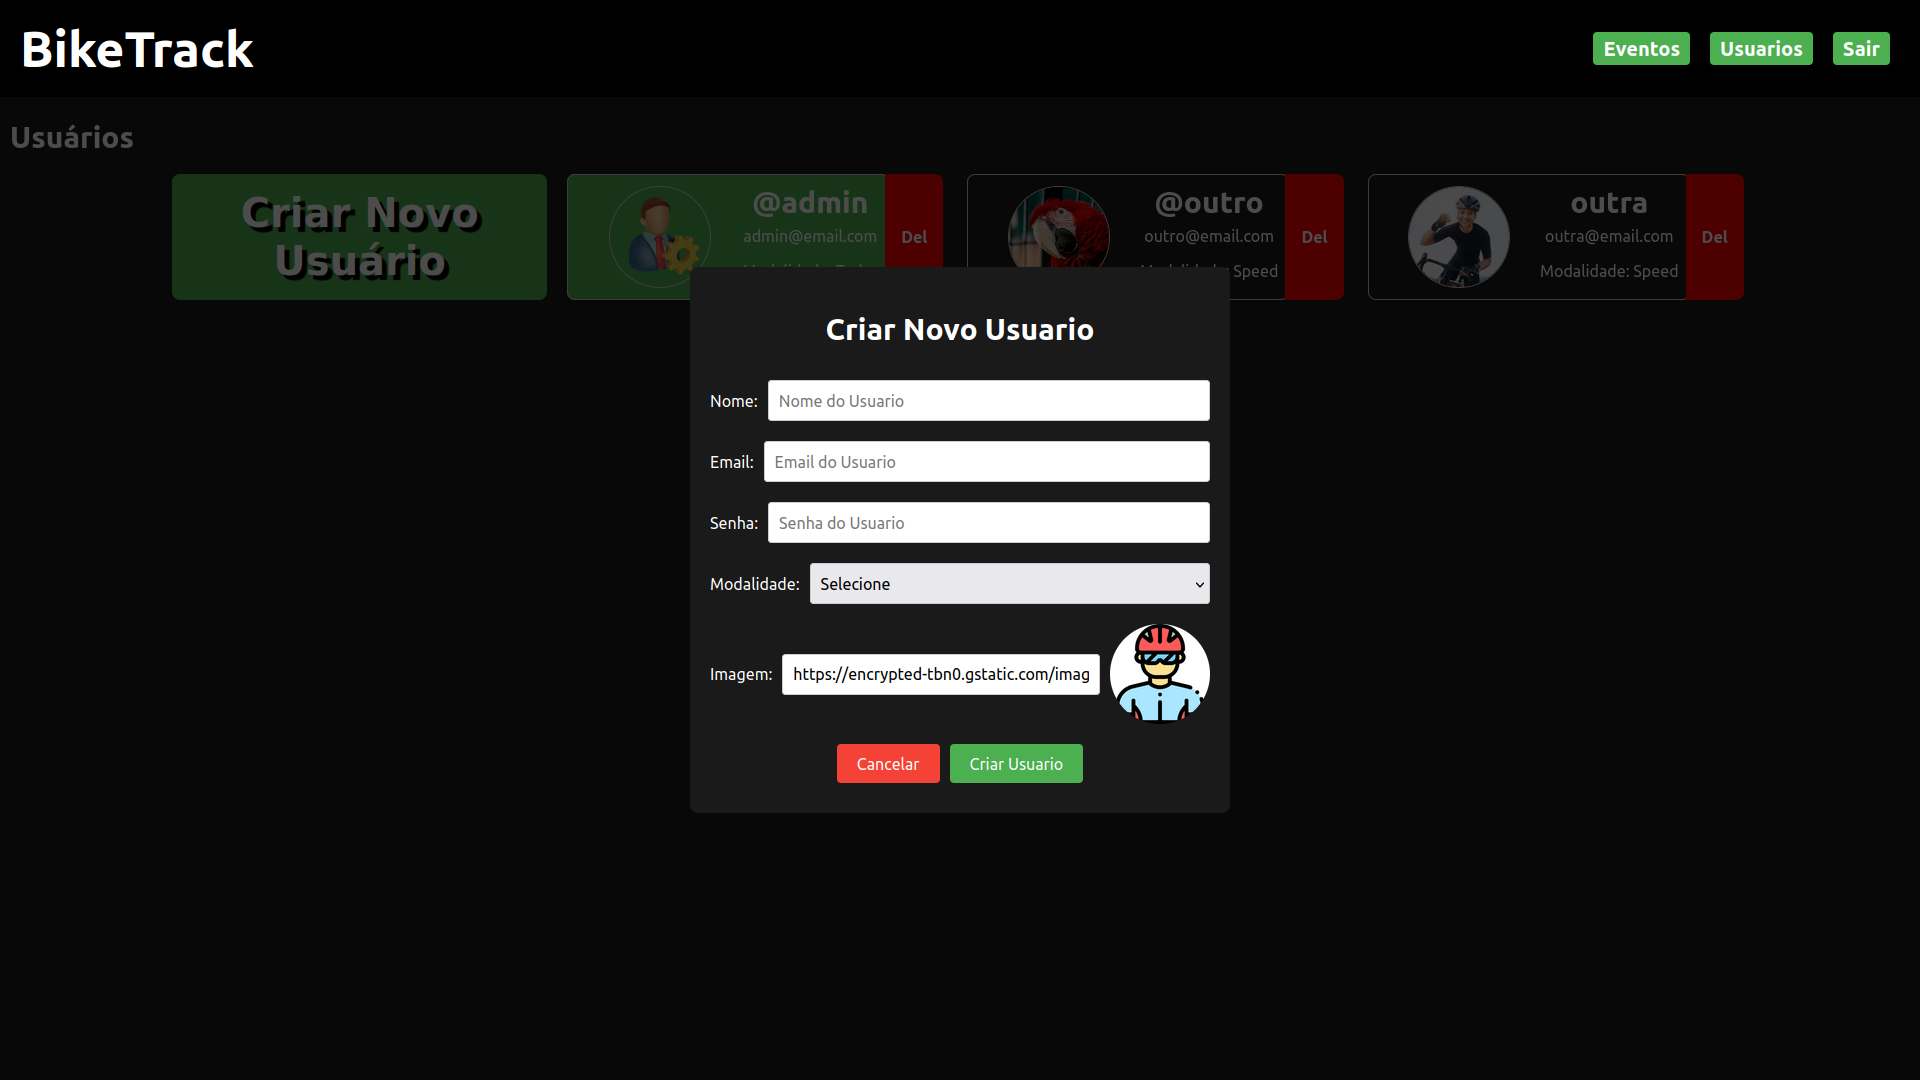 BikeTrack
Eventos Usuarios Sair
Usuários
Criar Novo
Usuário
@admin
admin@email.com
Del
@outro
outro@email.com
Speed
Del
outra
outra@email.com
Modalidade: Speed
Del
Criar Novo Usuario
Nome: Nome do Usuario
Email: Email do Usuario
Senha: Senha do Usuario
Modalidade: Selecione
Imagem: https://encrypted-tbn0.gstatic.com/imag
Cancelar Criar Usuario